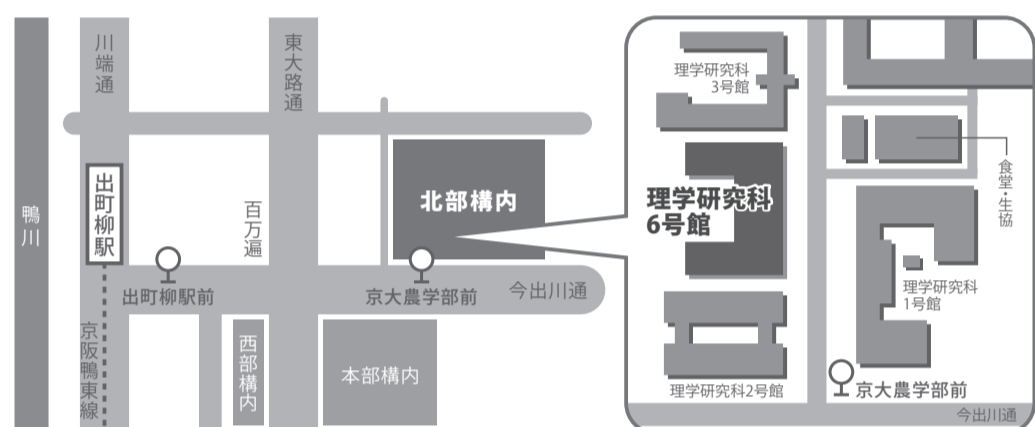 川端通
東大路通
鴨川
出町柳駅
百万遍
北部構内
出町柳駅前
京大農学部前
今出川通
京阪鴨東線
西部構内
本部構内
理学研究科
3号館
食堂・生協
理学研究科
6号館
理学研究科
1号館
理学研究科2号館
京大農学部前
今出川通